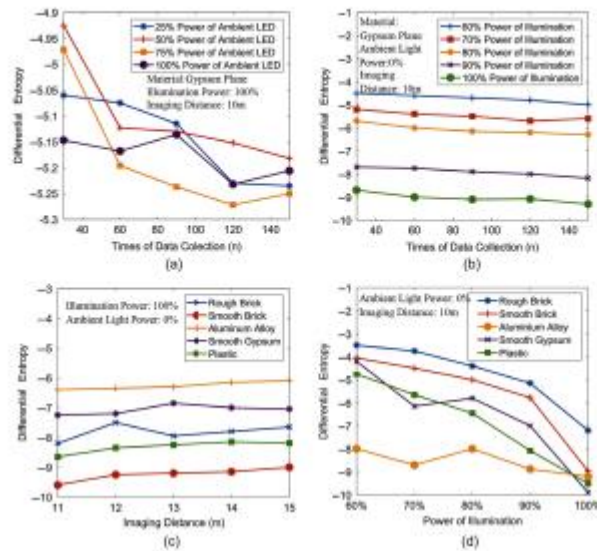 -4.9
-4.95
-5
-5.05
-5.1
-5.15
-5.2
-5.25
-5.3
Differential Entropy
25% Power of Ambient LED
50% Power of Ambient LED
75% Power of Ambient LED
100% Power of Ambient LED
Material Gypsum Plane
Illumination Power: 100%
Imaging Distance: 10m
40 60 80 100 120 140
Times of Data Collection (n)
(a)
-4
-5
-6
-7
-8
-9
-10
Differential Entropy
Material:
Gypsum Plane
Ambient Light
Power:0%
Imaging
Distance: 10m
60% Power of Illumination
70% Power of Illumination
80% Power of Illumination
90% Power of Illumination
100% Power of Illumination
40 60 80 100 120 140
Times of Data Collection (n)
(b)
-3
-4
-5
-6
-7
-8
-9
-10
Differential Entropy
Illumination Power: 100%
Ambient Light Power: 0%
Rough Brick
Smooth Brick
Aluminum Alloy
Smooth Gypsum
Plastic
11 12 13 14 15
Imaging Distance (m)
(c)
-1
-2
-3
-4
-5
-6
-7
-8
-9
-10
Differential Entropy
Ambient Light Power: 0%
Imaging Distance: 10m
Rough Brick
Smooth Brick
Aluminium Alloy
Smooth Gypsum
Plastic
60% 70% 80% 90% 100%
Power of Illumination
(d)